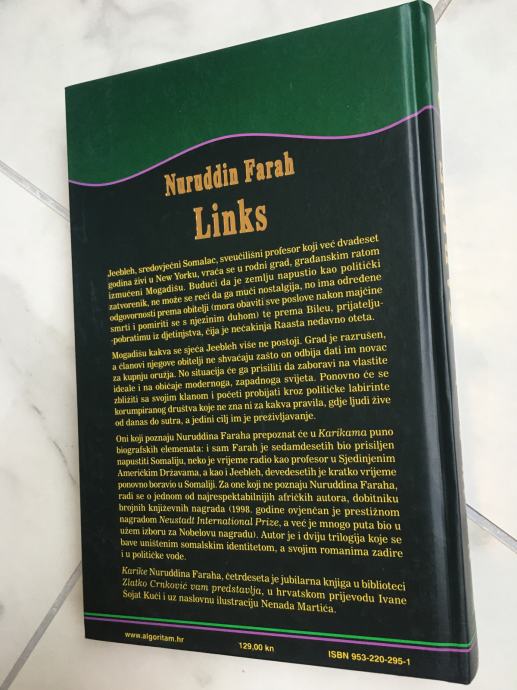 Nuruddin Farah
Links
Jeebleh, sredovječni Somalac, sveučilišni profesor koji već dvadeset
godina živi u New Yorku, vraća se u rodni grad, građanskim ratom
izmučeni Mogadišu. Budući da je zemlju napustio kao politički
zatvorenik, ne može se reći da ga muči nostalgija, no ima određene
odgovornosti prema obitelji (mora obaviti sve poslove nakon majčine
smrti i pomiriti se s njezinim duhom) te prema Bileu, prijatelju-
-pobratimu iz djetinjstva, čija je nećakinja Raasta nedavno oteta.
Mogadišu kakva se sjeća Jeebleh više ne postoji. Grad je razrušen,
a članovi njegove obitelji ne shvaćaju zašto on odbija dati im novac
za kupnju oružja. No situacija će ga prisiliti da zaboravi na vlastite
ideale i na običaje modernoga, zapadnoga svijeta. Ponovno će se
zbližiti sa svojim klanom i početi probijati kroz političke labirinte
korumpiranog društva koje ne zna ni za kakva pravila, gdje ljudi žive
od danas do sutra, a jedini cilj im je preživljavanje.
Oni koji poznaju Nuruddina Faraha prepoznat će u Karikama puno
biografskih elemenata: i sam Farah je sedamdesetih bio prisiljen
napustiti Somaliju, neko je vrijeme radio kao profesor u Sjedinjenim
Američkim Državama, a kao i Jeebleh, devedesetih je kratko vrijeme
ponovno boravio u Somaliji. Za one koji ne poznaju Nuruddina Faraha,
radi se o jednom od najrespektabilnijih afričkih autora, dobitniku
brojnih književnih nagrada (1998. godine ovjenčan je prestižnom
nagradom Neustadt International Prize, a već je mnogo puta bio u
užem izboru za Nobelovu nagradu). Autor je i dviju trilogija koje se
bave uništenim somalskim identitetom, a svojim romanima zadire
i u političke vode.
Karike Nuruddina Faraha, četrdeseta je jubilarna knjiga u biblioteci
Zlatko Crnković vam predstavlja, u hrvatskom prijevodu Ivane
Šojat Kuči i uz naslovnu ilustraciju Nenada Martića.
www.algoritam.hr
129,00 kn
ISBN 953-220-295-1